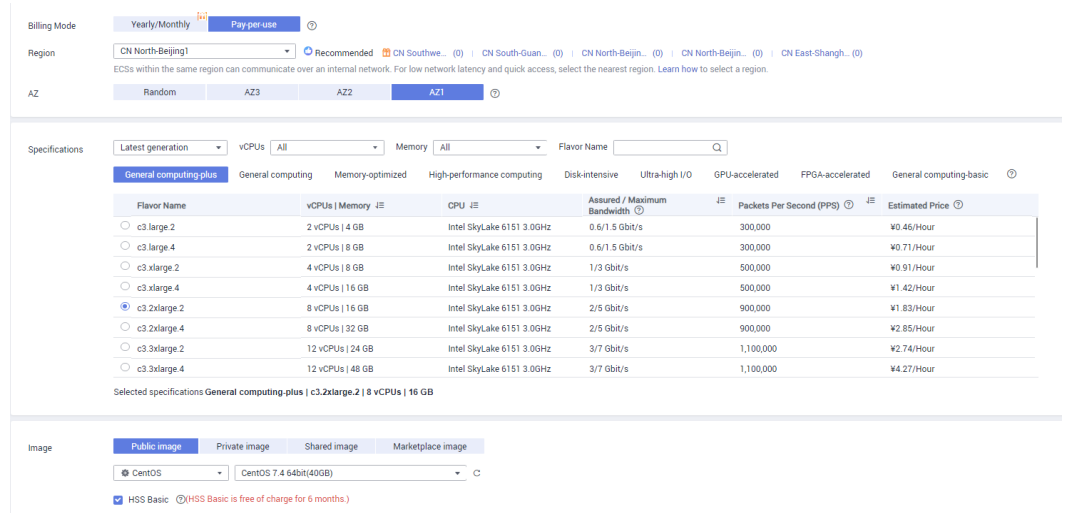 Billing Mode Yearly/Monthly Pay-per-use
Region CN North-Beijing1 Recommended CN Southwe... (0) | CN South-Guan... (0) | CN North-Beijin... (0) | CN North-Beijin... (0) | CN East-Shangh... (0)
ECSs within the same region can communicate over an internal network. For low network latency and quick access, select the nearest region. Learn how to select a region.
AZ Random AZ3 AZ2 AZ1
Specifications Latest generation vCPUs All Memory All Flavor Name
General computing-plus General computing Memory-optimized High-performance computing Disk-intensive Ultra-high I/O GPU-accelerated FPGA-accelerated General computing-basic
Flavor Name vCPUs | Memory CPU Assured / Maximum Bandwidth Packets Per Second (PPS) Estimated Price
c3.large.2 2 vCPUs | 4 GB Intel SkyLake 6151 3.0GHz 0.6/1.5 Gbit/s 300,000 ¥0.46/Hour
c3.large.4 2 vCPUs | 8 GB Intel SkyLake 6151 3.0GHz 0.6/1.5 Gbit/s 300,000 ¥0.71/Hour
c3.xlarge.2 4 vCPUs | 8 GB Intel SkyLake 6151 3.0GHz 1/3 Gbit/s 500,000 ¥0.91/Hour
c3.xlarge.4 4 vCPUs | 16 GB Intel SkyLake 6151 3.0GHz 1/3 Gbit/s 500,000 ¥1.42/Hour
c3.2xlarge.2 8 vCPUs | 16 GB Intel SkyLake 6151 3.0GHz 2/5 Gbit/s 900,000 ¥1.83/Hour
c3.2xlarge.4 8 vCPUs | 32 GB Intel SkyLake 6151 3.0GHz 2/5 Gbit/s 900,000 ¥2.85/Hour
c3.3xlarge.2 12 vCPUs | 24 GB Intel SkyLake 6151 3.0GHz 3/7 Gbit/s 1,100,000 ¥2.74/Hour
c3.3xlarge.4 12 vCPUs | 48 GB Intel SkyLake 6151 3.0GHz 3/7 Gbit/s 1,100,000 ¥4.27/Hour
Selected specifications General computing-plus | c3.2xlarge.2 | 8 vCPUs | 16 GB
Image Public image Private image Shared image Marketplace image
CentOS CentOS 7.4 64bit(40GB)
HSS Basic (HSS Basic is free of charge for 6 months.)